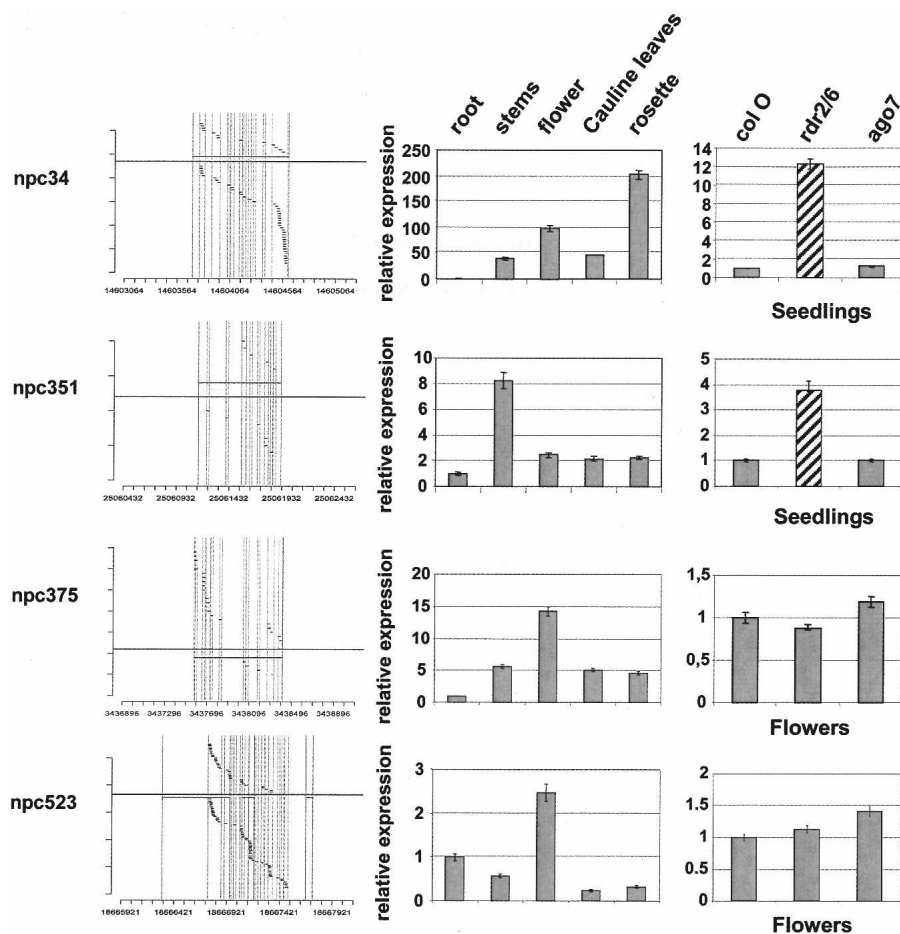 root stems flower Cauline leaves rosette
col O rdr2/6 ago7
npc34
relative expression
250
200
150
100
50
0
14
12
10
8
6
4
2
0
14603064 14603564 14604064 14604564 14605064
Seedlings
npc351
relative expression
10
8
6
4
2
0
5
4
3
2
1
0
25060432 25060932 25061432 25061932 25062432
Seedlings
npc375
relative expression
20
15
10
5
0
1,5
1
0,5
0
3436896 3437296 3437696 3438096 3438496 3438896
Flowers
npc523
relative expression
3
2
1
0
2
1.5
1
0.5
0
18665921 18666421 18666921 18667421 18667921
Flowers